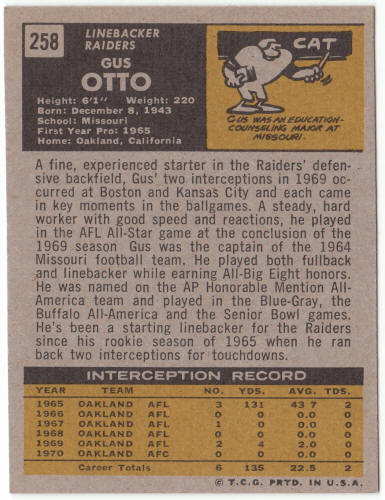 258
LINEBACKER
RAIDERS
GUS
OTTO
Height: 6'1" Weight: 220
Born: December 8, 1943
School: Missouri
First Year Pro: 1965
Home: Oakland, California
CAT
GUS WAS AN EDUCATION-
COUNSELING MAJOR AT
MISSOURI.
A fine, experienced starter in the Raiders' defen-
sive backfield, Gus' two interceptions in 1969 oc-
curred at Boston and Kansas City and each came
in key moments in the ballgames. A steady, hard
worker with good speed and reactions, he played
in the AFL All-Star game at the conclusion of the
1969 season Gus was the captain of the 1964
Missouri football team. He played both fullback
and linebacker while earning All-Big Eight honors.
He was named on the AP Honorable Mention All-
America team and played in the Blue-Gray, the
Buffalo All-America and the Senior Bowl games.
He's been a starting linebacker for the Raiders
since his rookie season of 1965 when he ran
back two interceptions for touchdowns.
INTERCEPTION RECORD
YEAR TEAM NO. YDS. AVG. TDS.
1965 OAKLAND AFL 3 131 43 7 2
1966 OAKLAND AFL 0 0 0.0 0
1967 OAKLAND AFL 1 0 0.0 0
1968 OAKLAND AFL 0 0 0.0 0
1969 OAKLAND AFL 2 4 2.0 0
1970 OAKLAND AFC 0 0 0.0 0
Career Totals 6 135 22.5 2
© T.C.G. PRTD. IN U.S.A.